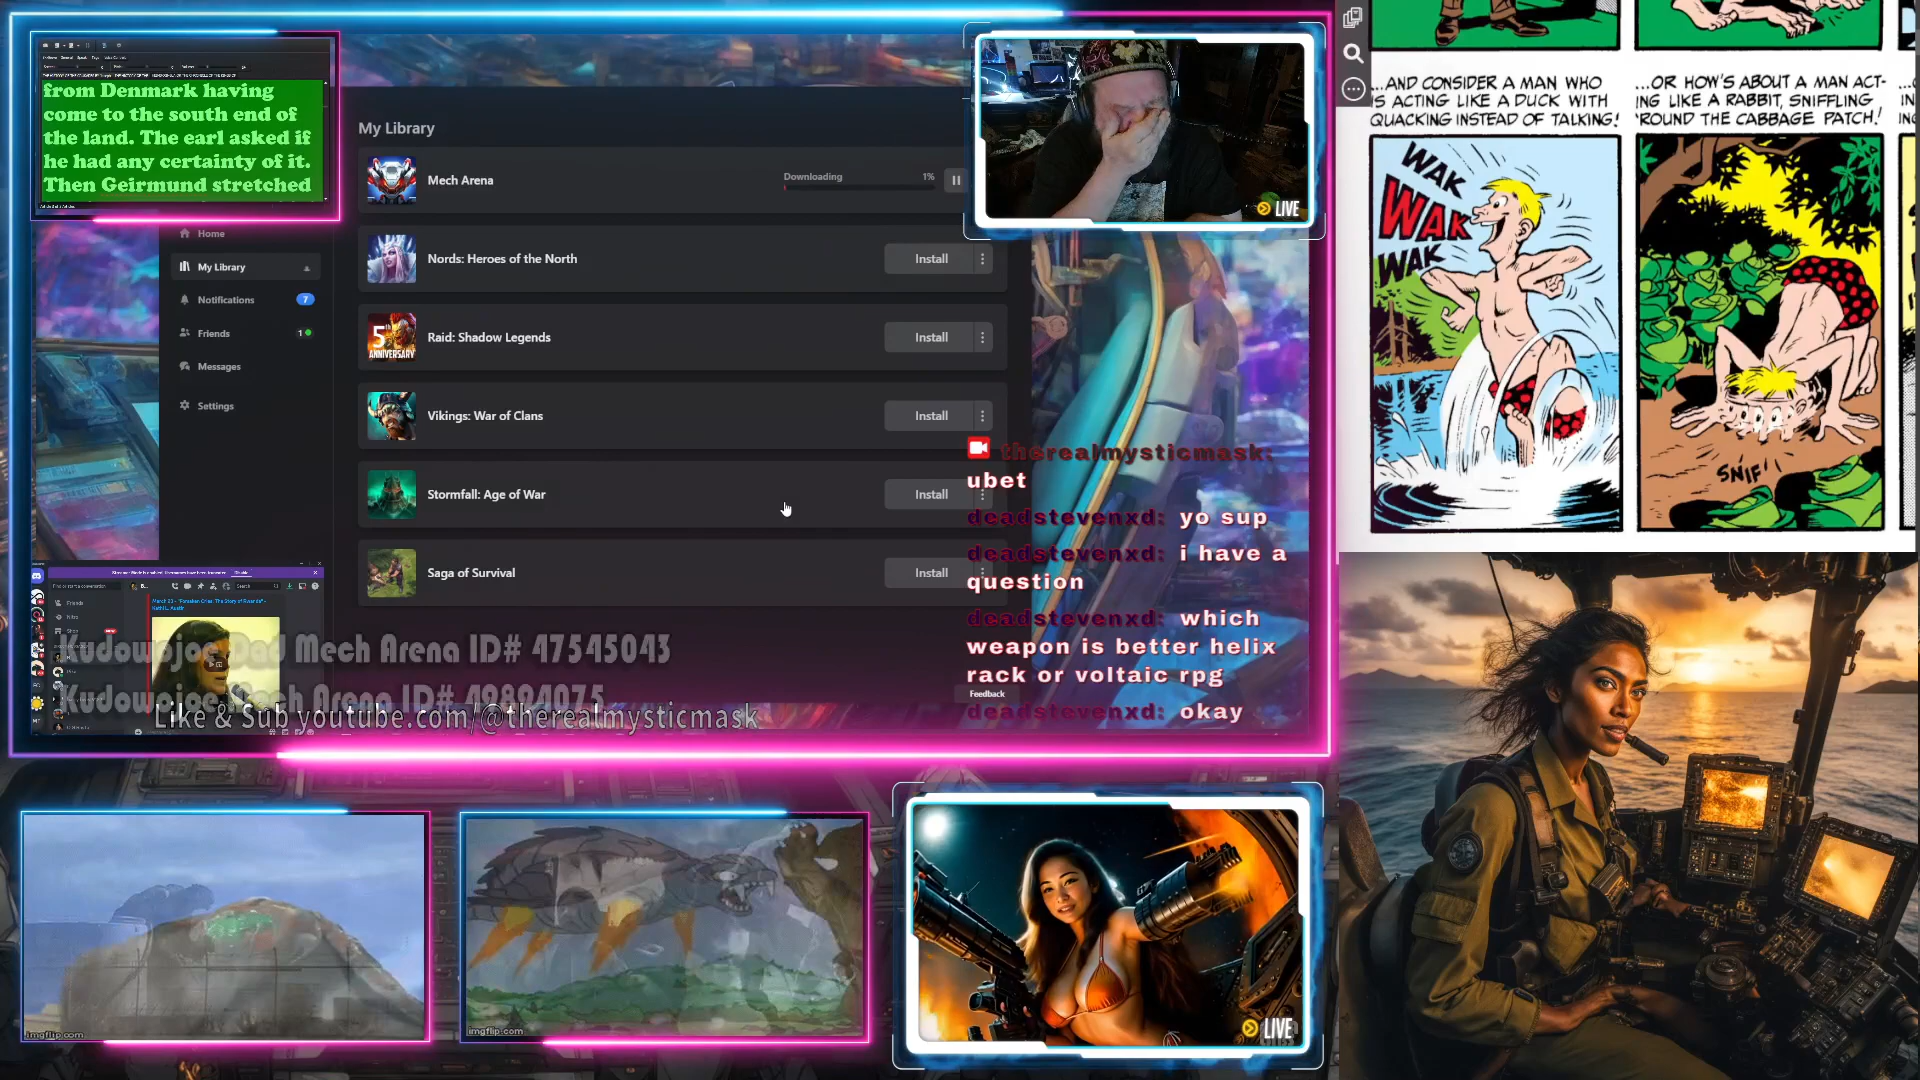 from Denmark having
come to the south end of
the land. The earl asked if
he had any certainty of it.
Then Geirmund stretched
Home
My Library
Notifications
7
Friends
1
Messages
Settings
My Library
Mech Arena
Downloading
1%
Nords: Heroes of the North
Install
5th
ANNIVERSARY
Raid: Shadow Legends
Install
Vikings: War of Clans
Install
Stormfall: Age of War
Install
Saga of Survival
Install
Feedback
LIVE
therealmysticmask:
ubet
deadstevenxd: yo sup
deadstevenxd: i have a
question
deadstevenxd: which
weapon is better helix
rack or voltaic rpg
deadstevenxd: okay
Kudowpjoe Dad Mech Arena ID# 47545043
Like & Sub youtube.com/@therealmysticmask
imgflip.com
imgflip.com
LIVE
...AND CONSIDER A MAN WHO
IS ACTING LIKE A DUCK WITH
QUACKING INSTEAD OF TALKING!
WAK
WAK
WAK
...OR HOW'S ABOUT A MAN ACT-
ING LIKE A RABBIT, SNIFFLING
'ROUND THE CABBAGE PATCH!
SNIF!